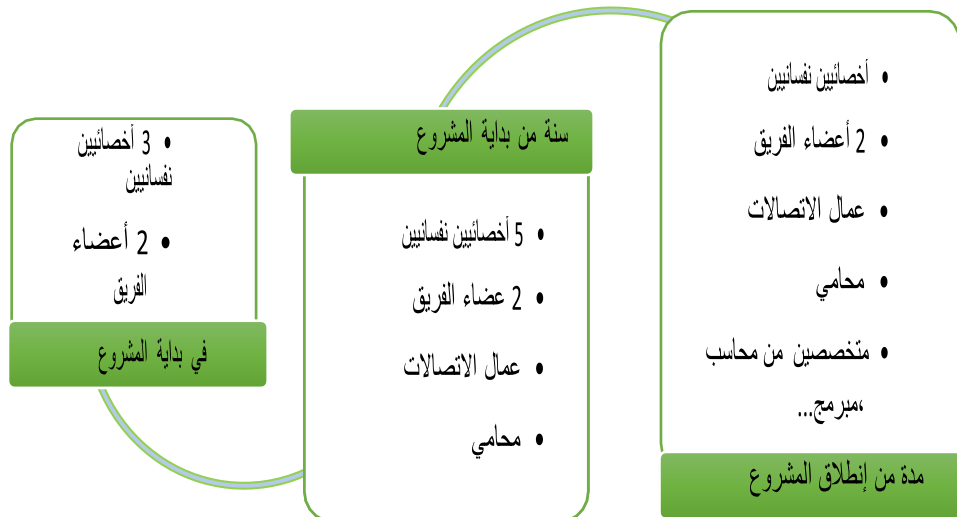 • 3 أخصائيين
نفسانيين
• 2 أعضاء
الفريق
في بداية المشروع
سنة من بداية المشروع
• 5 أخصائيين نفسانيين
• 2 عضاء الفريق
• عمال الاتصالات
• محامي
• أخصائيين نفسانيين
• 2 أعضاء الفريق
• عمال الاتصالات
• محامي
• متخصصين من محاسب
،مبرمج...
مدة من إنطلاق المشروع